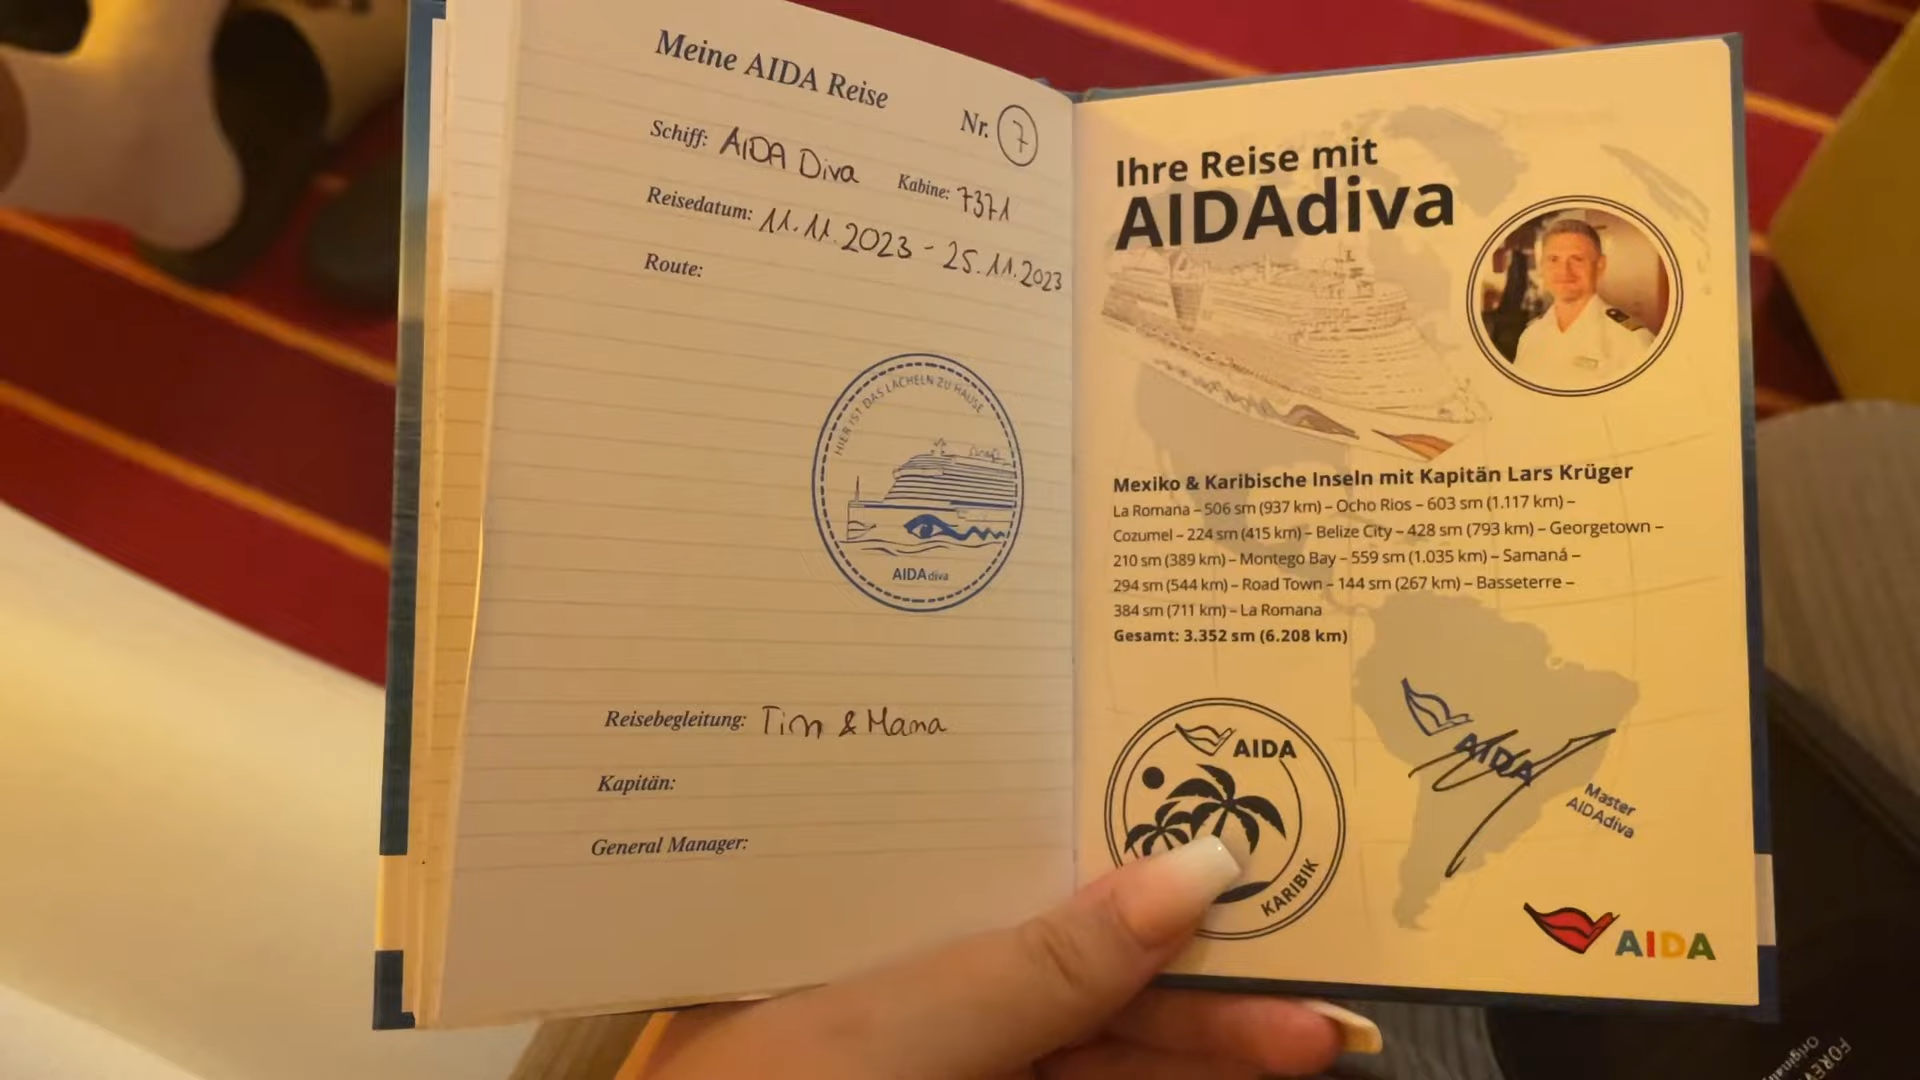 Meine AIDA Reise
Nr. 7
Schiff: AIDA Diva Kabine: 7371
Reisedatum: 11.11.2023 - 25.11.2023
Route:
HIER IST DAS LÄCHELN ZU HAUSE
AIDAdiva
Reisebegleitung: Tim & Mama
Kapitän:
General Manager:
Ihre Reise mit
AIDAdiva
Mexiko & Karibische Inseln mit Kapitän Lars Krüger
La Romana – 506 sm (937 km) – Ocho Rios – 603 sm (1.117 km) –
Cozumel – 224 sm (415 km) – Belize City – 428 sm (793 km) – Georgetown –
210 sm (389 km) – Montego Bay – 559 sm (1.035 km) – Samaná –
294 sm (544 km) – Road Town – 144 sm (267 km) – Basseterre –
384 sm (711 km) – La Romana
Gesamt: 3.352 sm (6.208 km)
AIDA
KARIBIK
AIDA
Master
AIDAdiva
AIDA